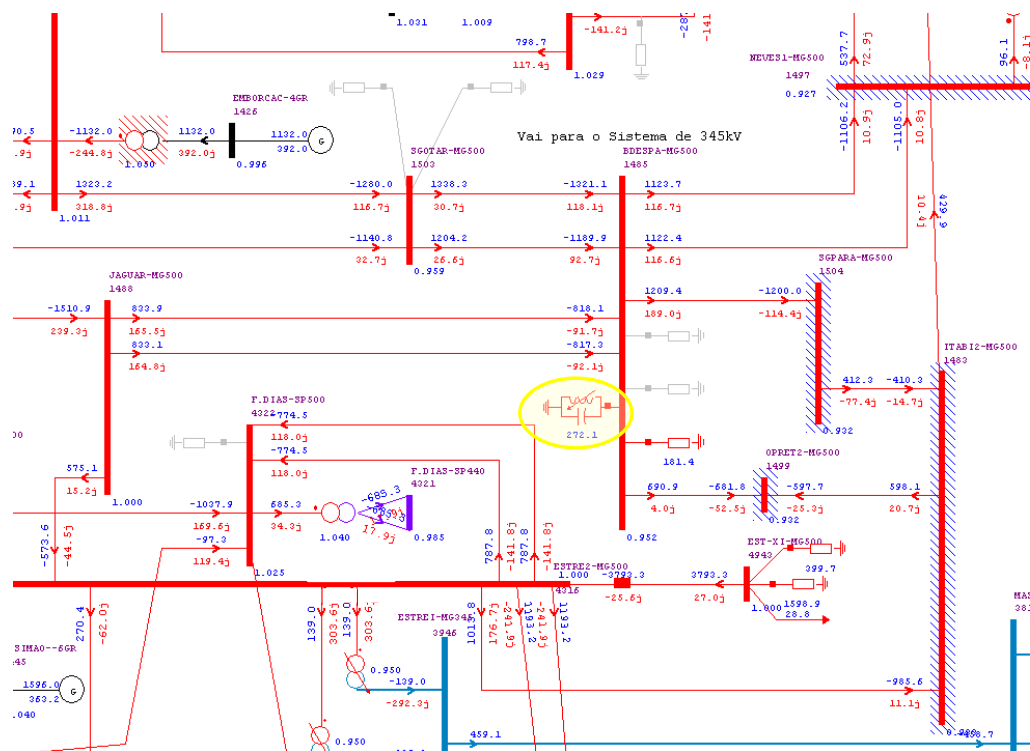 1.031 1.009
-141.2j
-141
798.7
117.4j
1.029
537.7
72.9j
96.1
-8.1j
NEVES1-MG500
1497
0.927
-1106.2
10.9j
-1105.0
10.8j
EMBORCAC-4GR
1426
-1132.0
-244.8j
1132.0
392.0j
1132.0
392.0
G
1.050
0.996
Vai para o Sistema de 345kV
SGOTAR-MG500
1503
BDESPA-MG500
1485
1323.2
318.8j
-1280.0
116.7j
1338.3
30.7j
-1321.1
118.1j
1123.7
116.7j
1.011
-1140.8
32.7j
1204.2
26.6j
-1189.9
92.7j
1122.4
116.6j
0.959
429.9
10.4j
SGPARA-MG500
1504
JAGUAR-MG500
1488
1209.4
189.0j
-1200.0
-114.4j
-1510.9
239.3j
833.9
165.5j
-818.1
-91.7j
833.1
164.8j
-817.3
-92.1j
ITABI2-MG500
1483
412.3
-77.4j
-410.3
-14.7j
F.DIAS-SP500
4322
-774.5
118.0j
272.1
0.932
-774.5
118.0j
181.4
OPRET2-MG500
1499
F.DIAS-SP440
4321
575.1
15.2j
1.000
-1037.9
169.6j
685.3
34.3j
-685.3
17.9j
1.040
0.985
690.9
4.0j
-681.8
-52.5j
-597.7
-25.3j
598.1
20.7j
0.932
0.952
-573.6
-44.5j
-97.3
119.4j
1.025
787.8
-141.8j
787.8
-141.8j
EST-XI-MG500
4943
399.7
ESTRE2-MG500
4316
1.000
-3793.3
-25.6j
3793.3
27.0j
1.000
1598.9
28.8
270.4
-62.0j
139.0
303.6j
139.0
303.6j
ESTREI-MG345
3946
1013.8
176.7j
-241.9j
1193.2
-241.9j
1193.2
MAS
1596.0
363.2
G
.040
0.950
-139.0
-292.3j
-985.6
11.1j
0.950
459.1